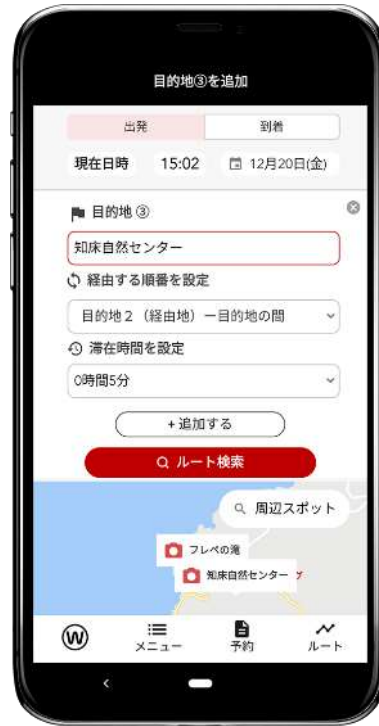 目的地③を追加
出発 到着
現在日時 15:02 12月20日(金)
目的地③
知床自然センター
経由する順番を設定
目的地2（経由地）ー目的地の間
滞在時間を設定
0時間5分
+追加する
ルート検索
周辺スポット
フレペの滝
知床自然センター
W メニュー 予約 ルート